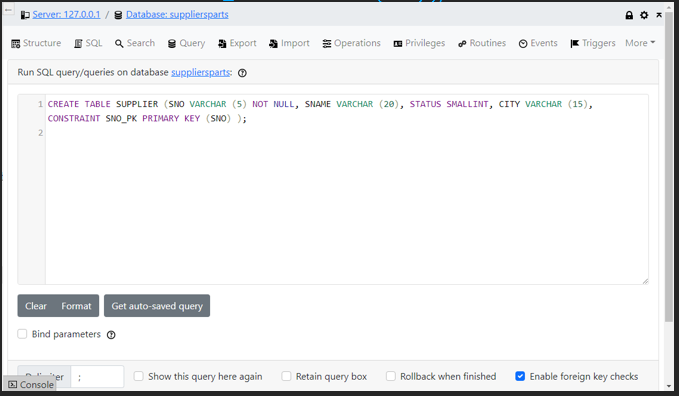 Server: 127.0.0.1 / Database: suppliersparts
Structure SQL Search Query Export Import Operations Privileges Routines Events Triggers More
Run SQL query/queries on database suppliersparts:
1 CREATE TABLE SUPPLIER (SNO VARCHAR (5) NOT NULL, SNAME VARCHAR (20), STATUS SMALLINT, CITY VARCHAR (15),
CONSTRAINT SNO_PK PRIMARY KEY (SNO) );
2
Clear Format Get auto-saved query
Bind parameters
; Show this query here again Retain query box Rollback when finished Enable foreign key checks
Console